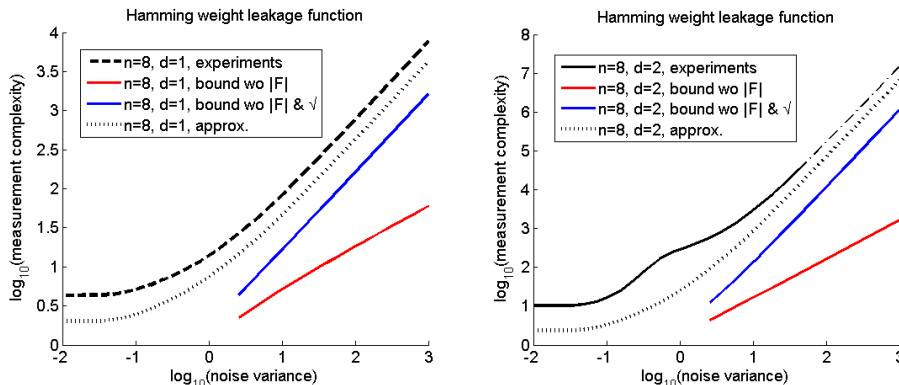 Hamming weight leakage function
log10(measurement complexity)
4
3.5
3
2.5
2
1.5
1
0.5
0
n=8, d=1, experiments
n=8, d=1, bound wo |F|
n=8, d=1, bound wo |F| & √
n=8, d=1, approx.
-2 -1 0 1 2 3
log10(noise variance)
Hamming weight leakage function
log10(measurement complexity)
8
7
6
5
4
3
2
1
0
n=8, d=2, experiments
n=8, d=2, bound wo |F|
n=8, d=2, bound wo |F| & √
n=8, d=2, approx.
-2 -1 0 1 2 3
log10(noise variance)